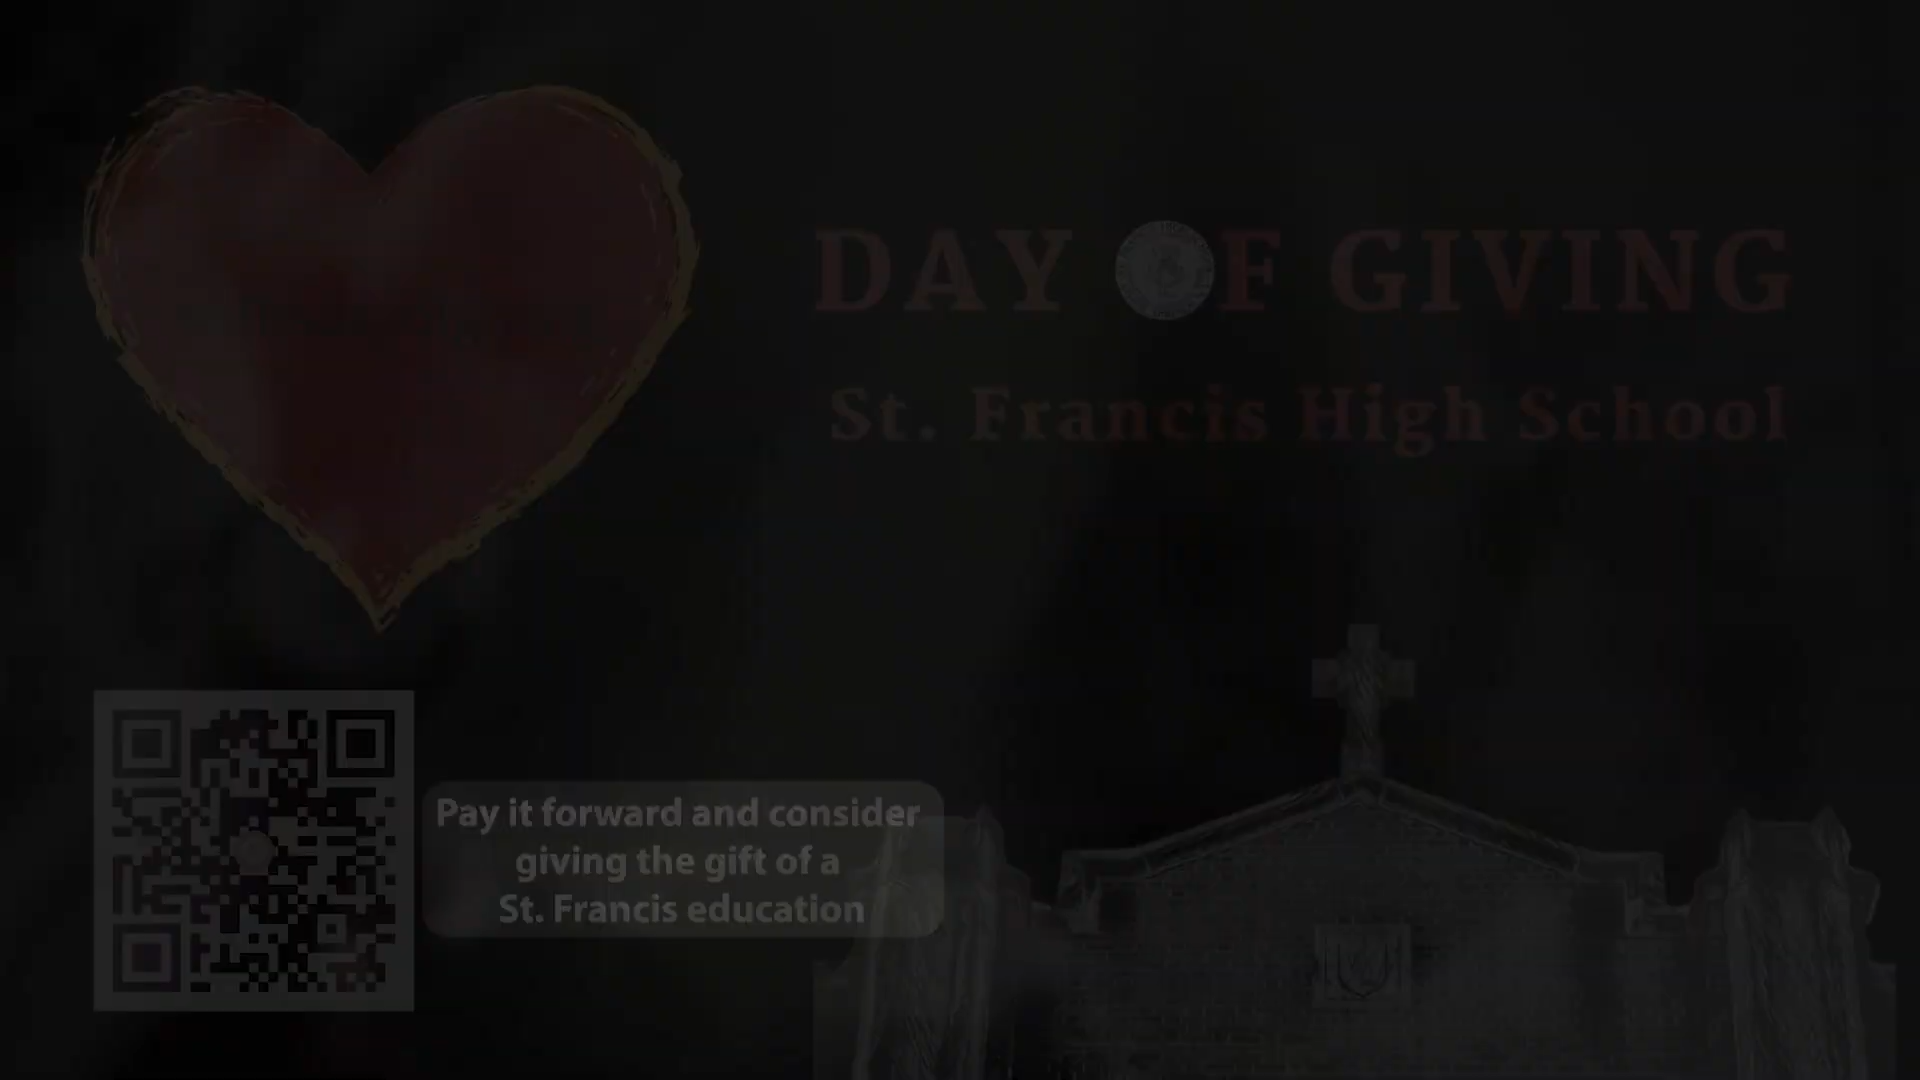 DAY OF GIVING
St. Francis High School
Pay it forward and consider
giving the gift of a
St. Francis education